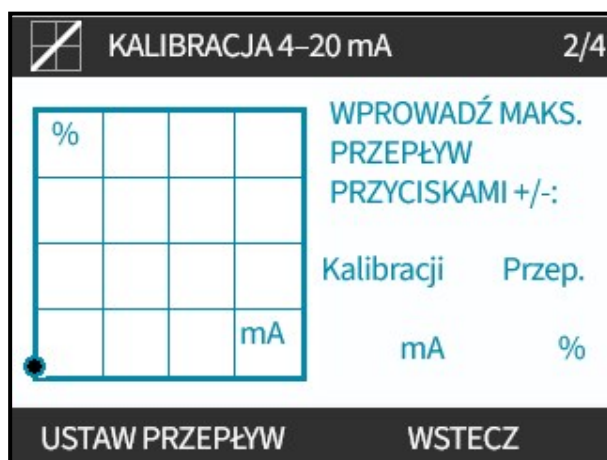 KALIBRACJA 4–20 mA 2/4
%
mA
WPROWADŹ MAKS.
PRZEPŁYW
PRZYCISKAMI +/-:
Kalibracji Przep.
mA %
USTAW PRZEPŁYW WSTECZ